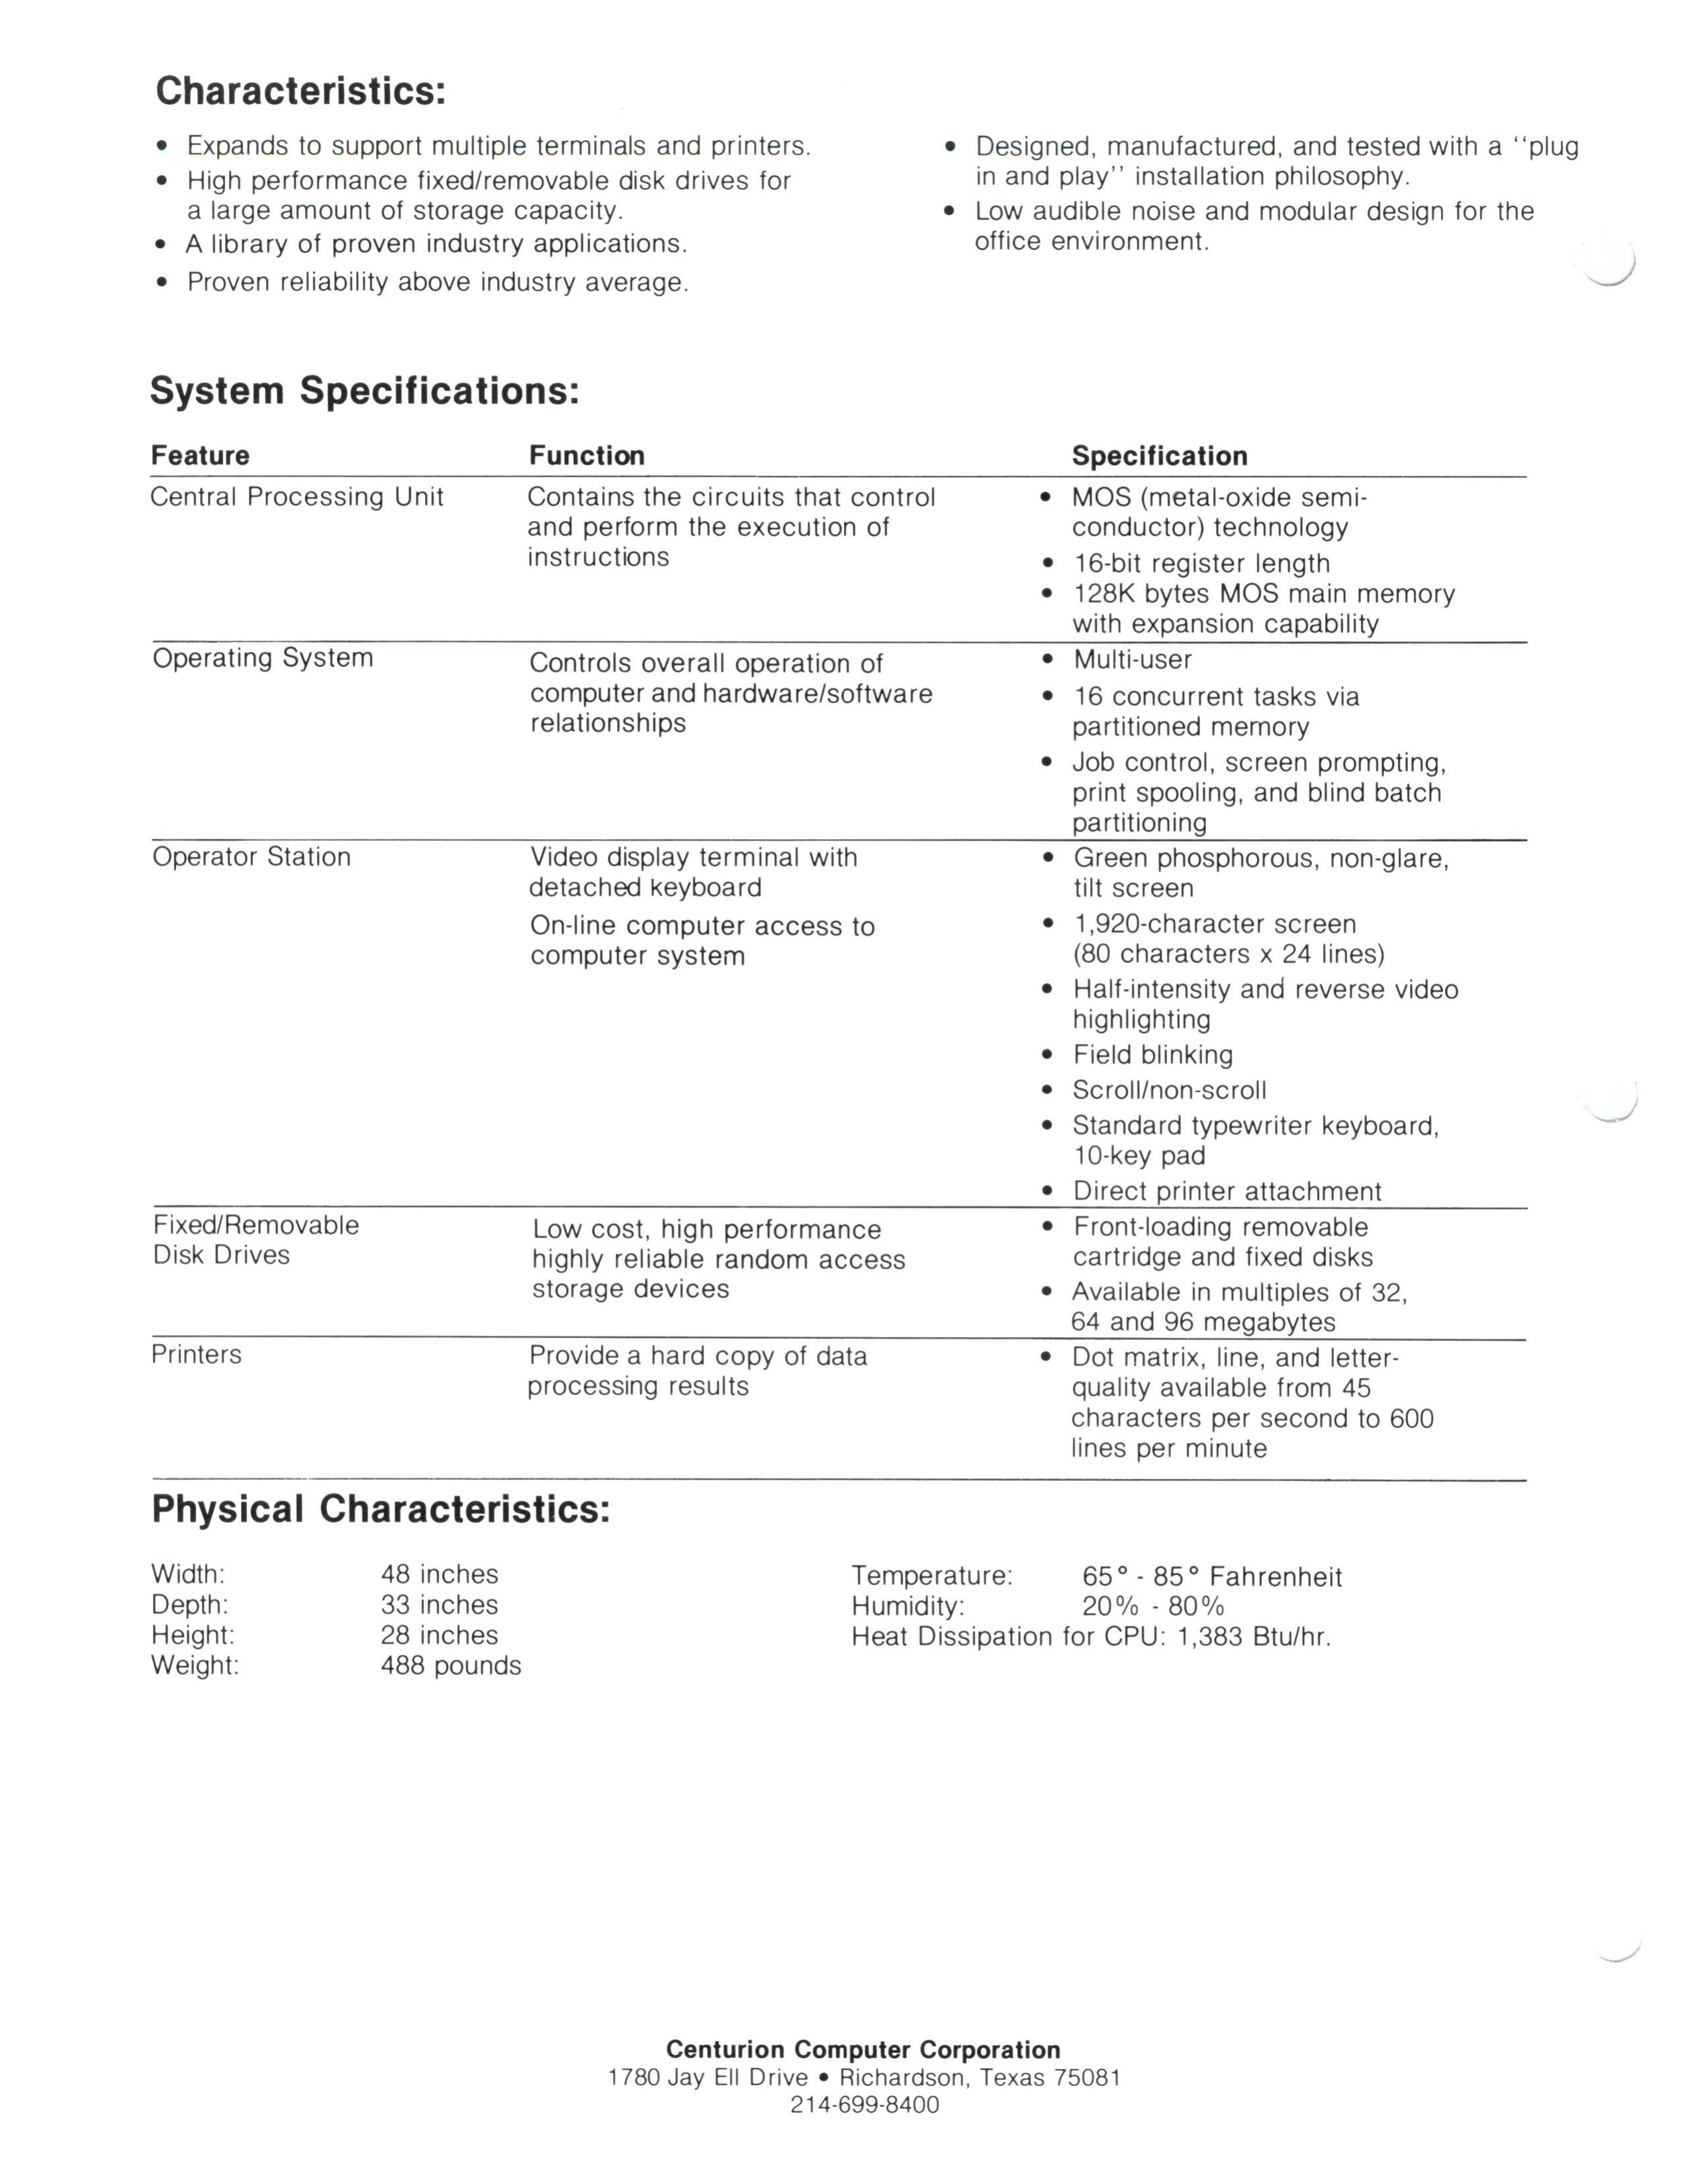 Characteristics:
• Expands to support multiple terminals and printers.
• High performance fixed/removable disk drives for
a large amount of storage capacity.
• A library of proven industry applications.
• Proven reliability above industry average.
• Designed, manufactured, and tested with a ‘‘plug
in and play’’ installation philosophy.
• Low audible noise and modular design for the
office environment.
System Specifications:
Feature Function Specification
Central Processing Unit
Contains the circuits that control
and perform the execution of
instructions
• MOS (metal-oxide semi-
conductor) technology
• 16-bit register length
• 128K bytes MOS main memory
with expansion capability
Operating System
Controls overall operation of
computer and hardware/software
relationships
• Multi-user
• 16 concurrent tasks via
partitioned memory
• Job control, screen prompting,
print spooling, and blind batch
partitioning
Operator Station
Video display terminal with
detached keyboard
On-line computer access to
computer system
• Green phosphorous, non-glare,
tilt screen
• 1,920-character screen
(80 characters x 24 lines)
• Half-intensity and reverse video
highlighting
• Field blinking
• Scroll/non-scroll
• Standard typewriter keyboard,
10-key pad
• Direct printer attachment
Fixed/Removable
Disk Drives
Low cost, high performance
highly reliable random access
storage devices
• Front-loading removable
cartridge and fixed disks
• Available in multiples of 32,
64 and 96 megabytes
Printers
Provide a hard copy of data
processing results
• Dot matrix, line, and letter-
quality available from 45
characters per second to 600
lines per minute
Physical Characteristics:
Width: 48 inches
Depth: 33 inches
Height: 28 inches
Weight: 488 pounds
Temperature: 65° - 85° Fahrenheit
Humidity: 20% - 80%
Heat Dissipation for CPU: 1,383 Btu/hr.
Centurion Computer Corporation
1780 Jay Ell Drive • Richardson, Texas 75081
214-699-8400